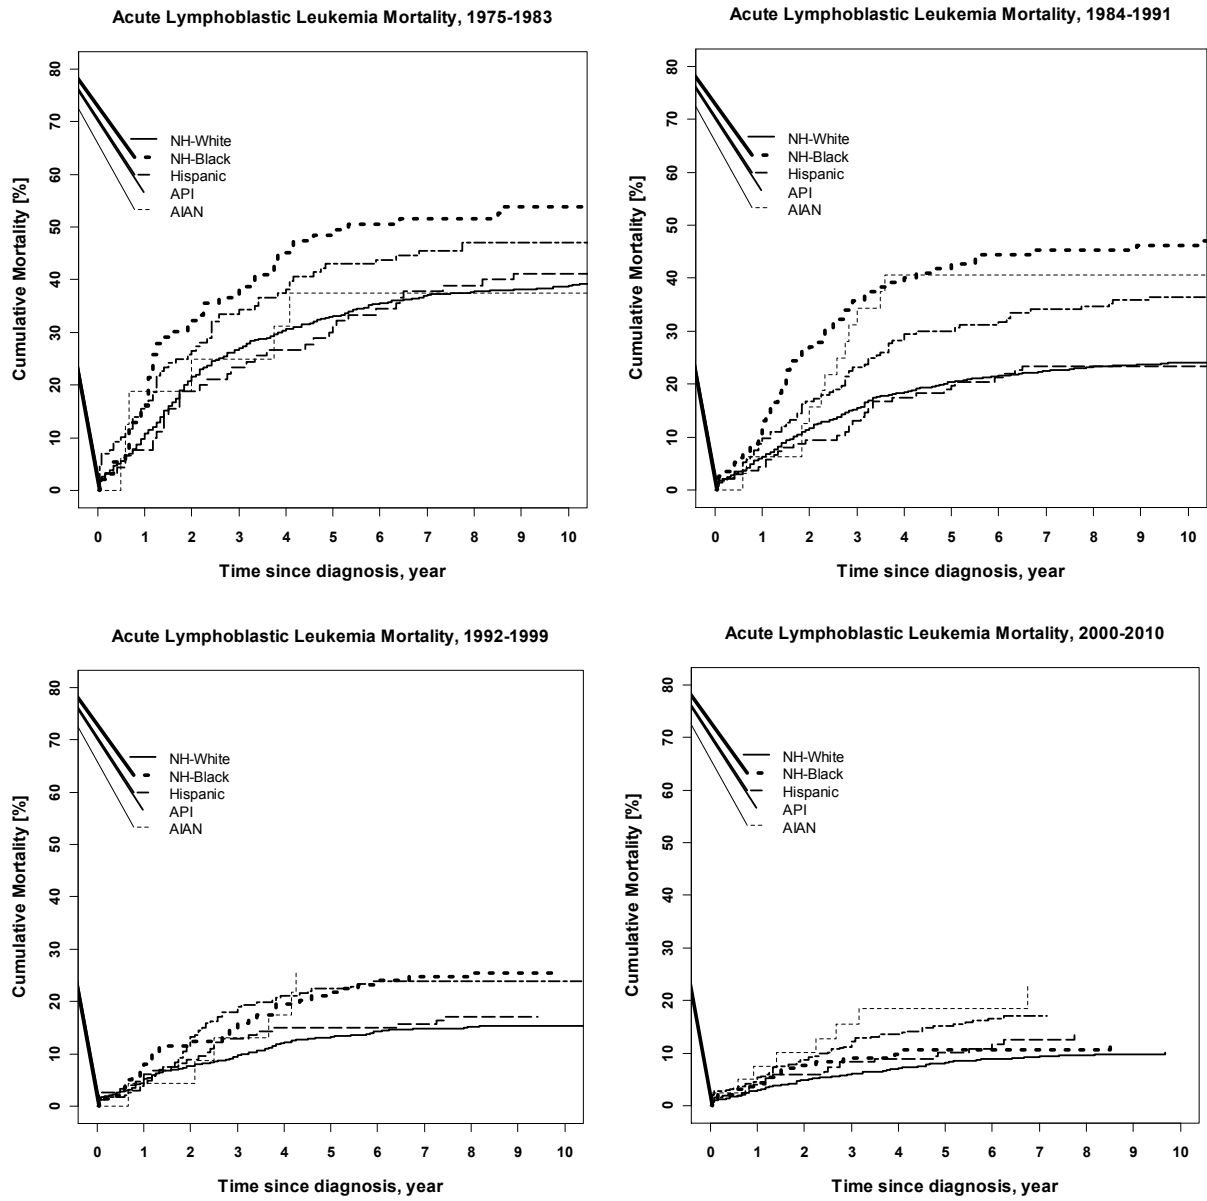 Acute Lymphoblastic Leukemia Mortality, 1975-1983
Cumulative Mortality [%]
80
70
60
50
40
30
20
10
0
NH-White
NH-Black
Hispanic
API
AIAN
0 1 2 3 4 5 6 7 8 9 10
Time since diagnosis, year
Acute Lymphoblastic Leukemia Mortality, 1984-1991
Cumulative Mortality [%]
80
70
60
50
40
30
20
10
0
NH-White
NH-Black
Hispanic
API
AIAN
0 1 2 3 4 5 6 7 8 9 10
Time since diagnosis, year
Acute Lymphoblastic Leukemia Mortality, 1992-1999
Cumulative Mortality [%]
80
70
60
50
40
30
20
10
0
NH-White
NH-Black
Hispanic
API
AIAN
0 1 2 3 4 5 6 7 8 9 10
Time since diagnosis, year
Acute Lymphoblastic Leukemia Mortality, 2000-2010
Cumulative Mortality [%]
80
70
60
50
40
30
20
10
0
NH-White
NH-Black
Hispanic
API
AIAN
0 1 2 3 4 5 6 7 8 9 10
Time since diagnosis, year